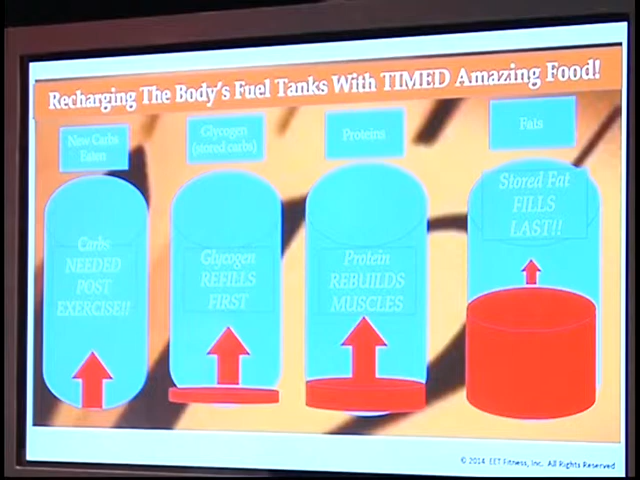 Recharging The Body's Fuel Tanks With TIMED Amazing Food!
New Carbs
Eaten
Glycogen
(stored carbs)
Proteins
Fats
Carbs
NEEDED
POST
EXERCISE!!
Glycogen
REFILLS
FIRST
Protein
REBUILDS
MUSCLES
Stored Fat
FILLS
LAST!!
© 2014 EET Fitness, Inc. All Rights Reserved